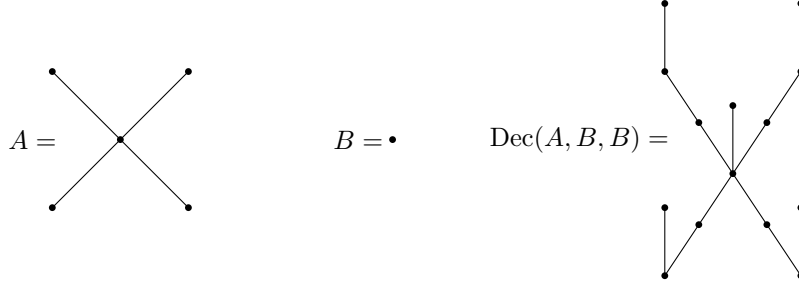 A =
B =
Dec(A, B, B) =